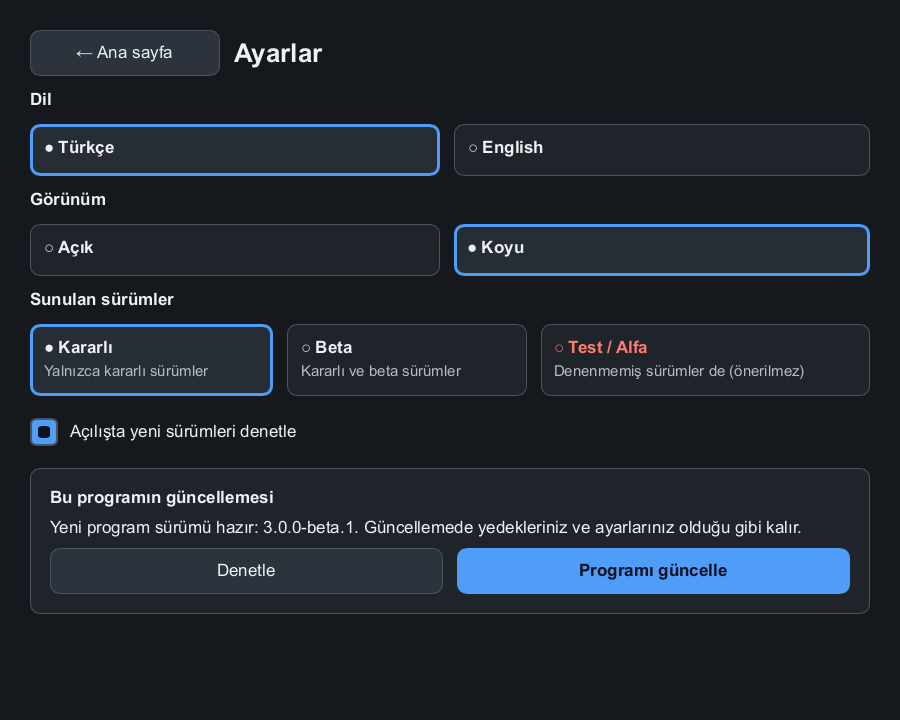 ← Ana sayfa
Ayarlar
Dil
● Türkçe
○ English
Görünüm
○ Açık
● Koyu
Sunulan sürümler
● Kararlı
Yalnızca kararlı sürümler
○ Beta
Kararlı ve beta sürümler
○ Test / Alfa
Denenmemiş sürümler de (önerilmez)
Açılışta yeni sürümleri denetle
Bu programın güncellemesi
Yeni program sürümü hazır: 3.0.0-beta.1. Güncellemede yedekleriniz ve ayarlarınız olduğu gibi kalır.
Denetle
Programı güncelle